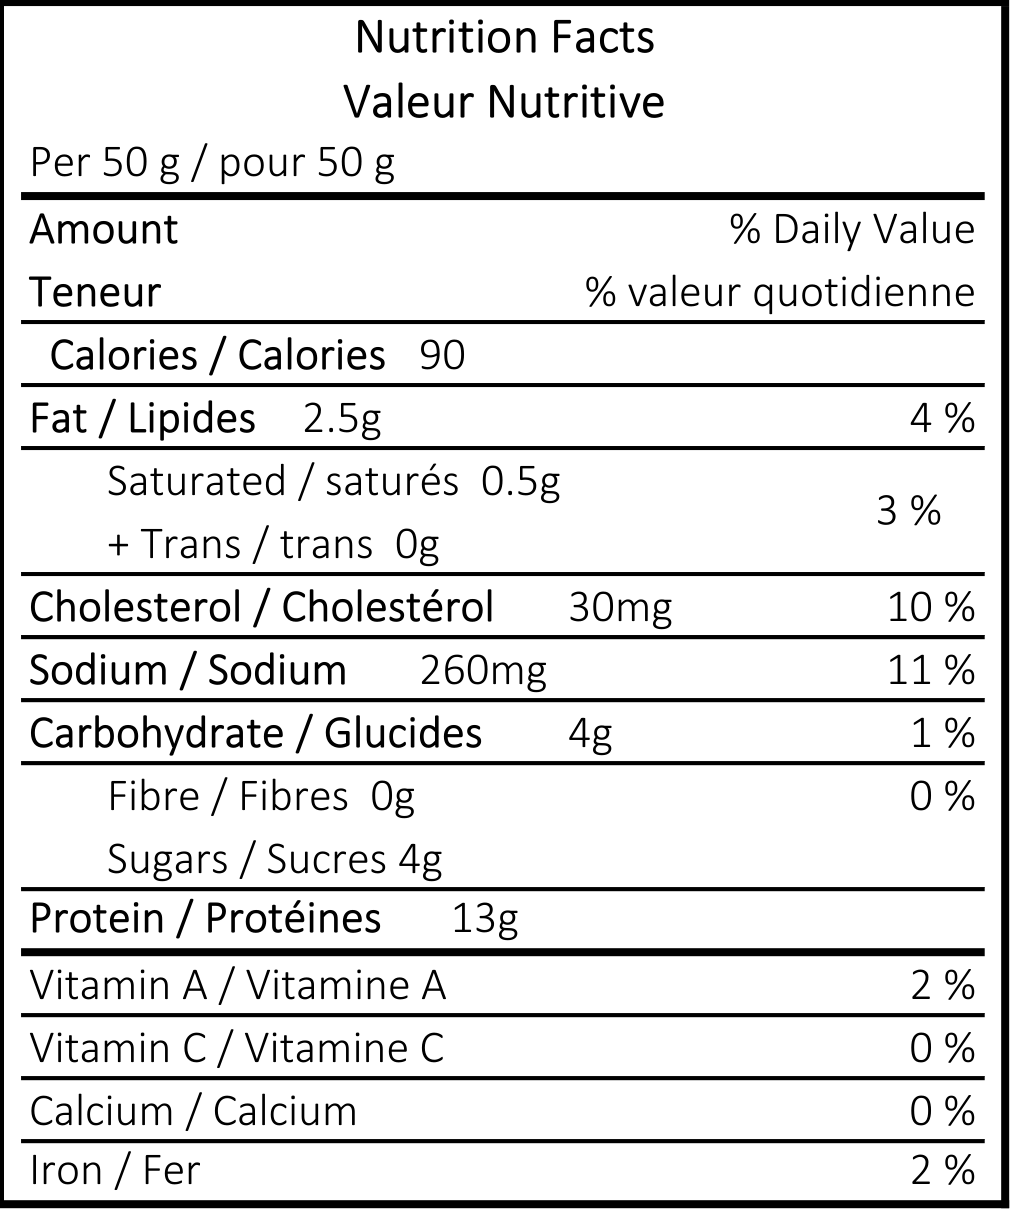 Nutrition Facts
Valeur Nutritive
Per 50 g / pour 50 g
Amount % Daily Value
Teneur % valeur quotidienne
Calories / Calories 90
Fat / Lipides 2.5g 4 %
Saturated / saturés 0.5g
3 %
+ Trans / trans 0g
Cholesterol / Cholestérol 30mg 10 %
Sodium / Sodium 260mg 11 %
Carbohydrate / Glucides 4g 1 %
Fibre / Fibres 0g 0 %
Sugars / Sucres 4g
Protein / Protéines 13g
Vitamin A / Vitamine A 2 %
Vitamin C / Vitamine C 0 %
Calcium / Calcium 0 %
Iron / Fer 2 %